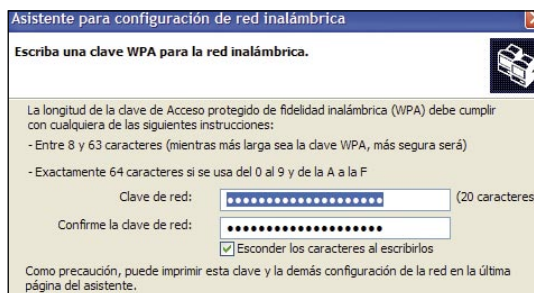 Asistente para configuración de red inalámbrica
Escriba una clave WPA para la red inalámbrica.
La longitud de la clave de Acceso protegido de fidelidad inalámbrica (WPA) debe cumplir
con cualquiera de las siguientes instrucciones:
- Entre 8 y 63 caracteres (mientras más larga sea la clave WPA, más segura será)
- Exactamente 64 caracteres si se usa del 0 al 9 y de la A a la F
Clave de red: ●●●●●●●●●●●●●●●●●●●● (20 caracteres
Confirme la clave de red: ●●●●●●●●●●●●●●●●●●●●
Esconder los caracteres al escribirlos
Como precaución, puede imprimir esta clave y la demás configuración de la red en la última
página del asistente.